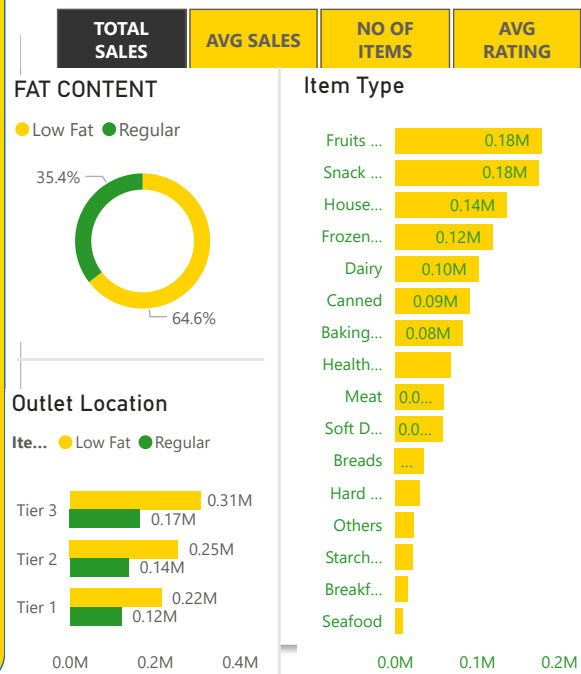 TOTAL
SALES
AVG SALES
NO OF
ITEMS
AVG
RATING
FAT CONTENT
Low Fat
Regular
35.4%
64.6%
Outlet Location
Ite...
Low Fat
Regular
Tier 3
0.31M
0.17M
Tier 2
0.25M
0.14M
Tier 1
0.22M
0.12M
0.0M
0.2M
0.4M
Item Type
Fruits ...
0.18M
Snack ...
0.18M
House...
0.14M
Frozen...
0.12M
Dairy
0.10M
Canned
0.09M
Baking...
0.08M
Health...
Meat
0.0...
Soft D...
0.0...
Breads
...
Hard ...
Others
Starch...
Breakf...
Seafood
0.0M
0.1M
0.2M